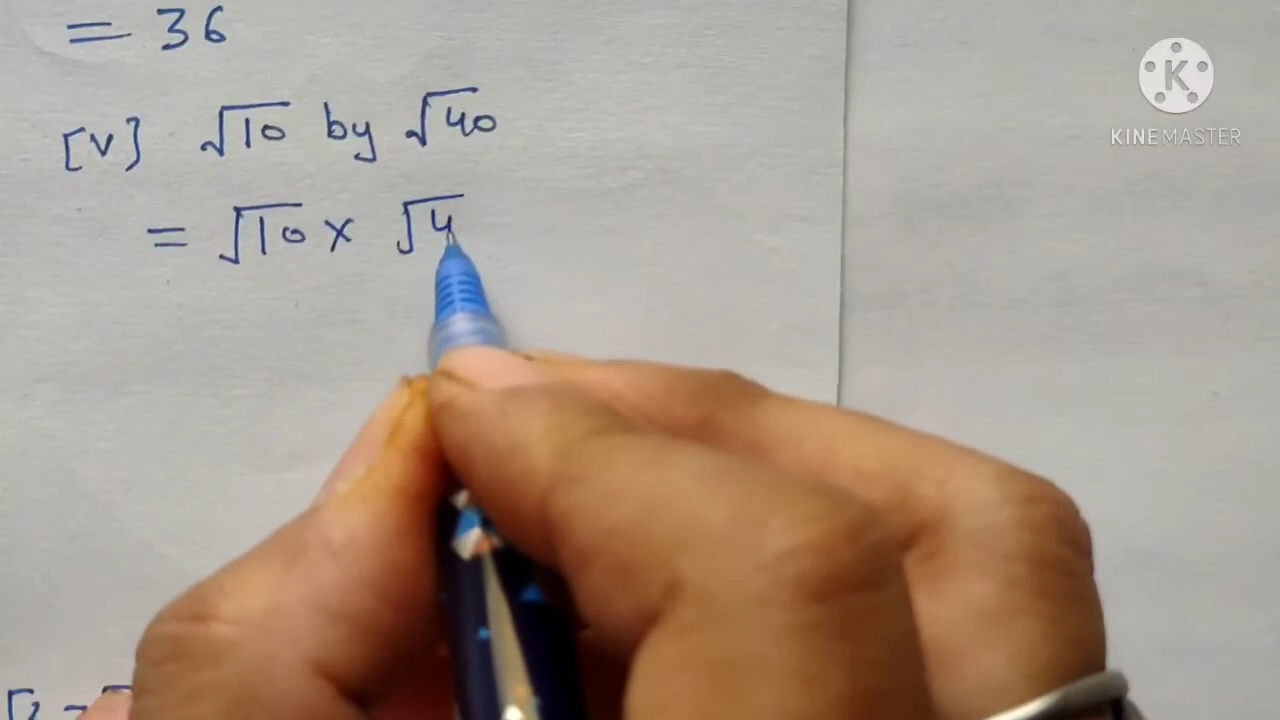 = 36
[v] √10 by √40
= √10 × √4
K
KINEMASTER